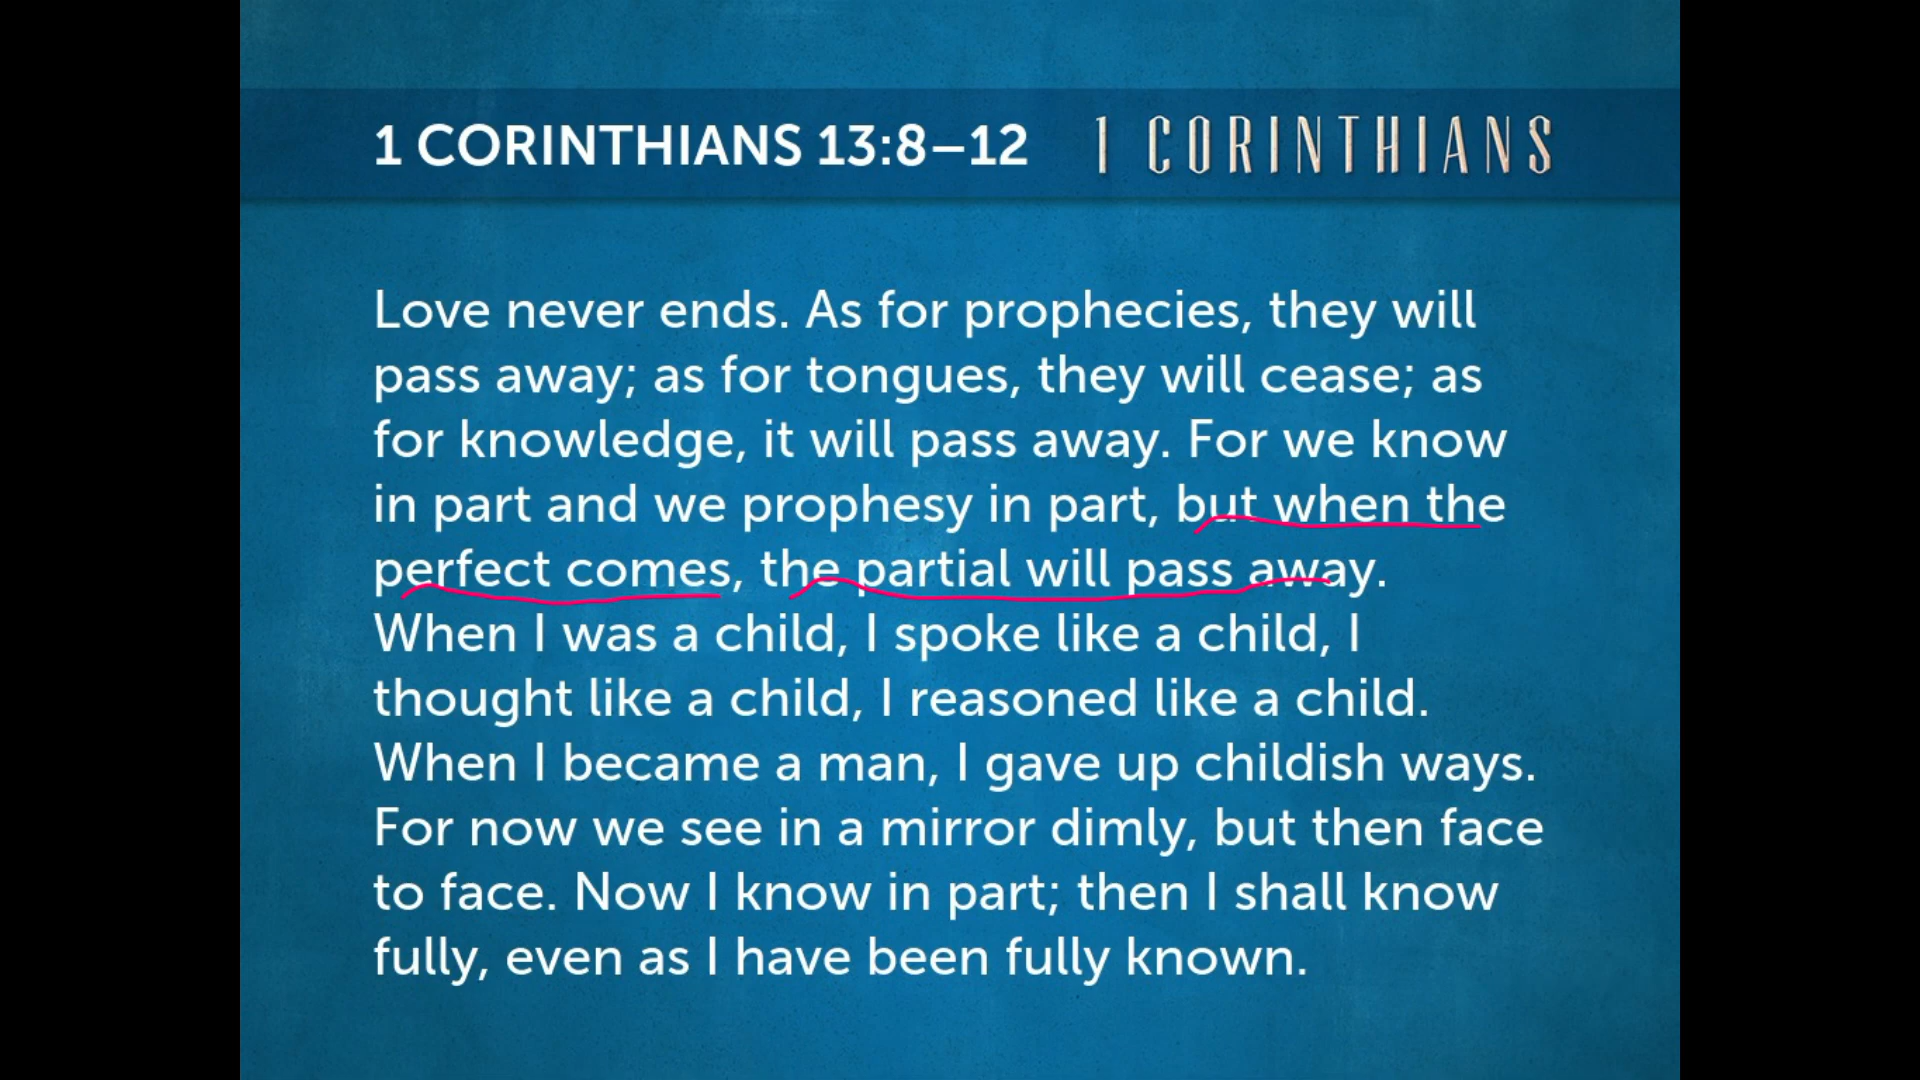 1 CORINTHIANS 13:8–12 1 CORINTHIANS
Love never ends. As for prophecies, they will
pass away; as for tongues, they will cease; as
for knowledge, it will pass away. For we know
in part and we prophesy in part, but when the
perfect comes, the partial will pass away.
When I was a child, I spoke like a child, I
thought like a child, I reasoned like a child.
When I became a man, I gave up childish ways.
For now we see in a mirror dimly, but then face
to face. Now I know in part; then I shall know
fully, even as I have been fully known.